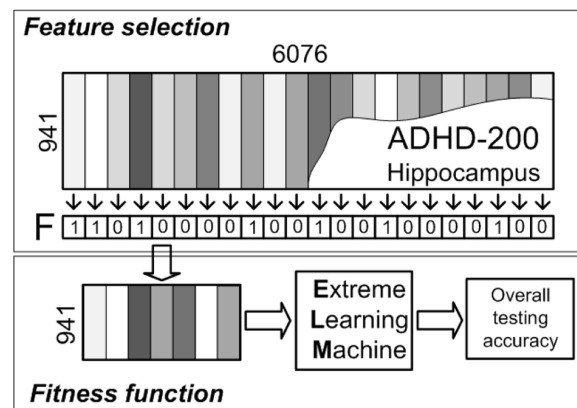 Feature selection
6076
941
ADHD-200
Hippocampus
F 1 1 0 1 0 0 0 0 1 0 0 1 0 0 1 0 0 0 0 1 0 0
941
Extreme
Learning
Machine
Overall
testing
accuracy
Fitness function